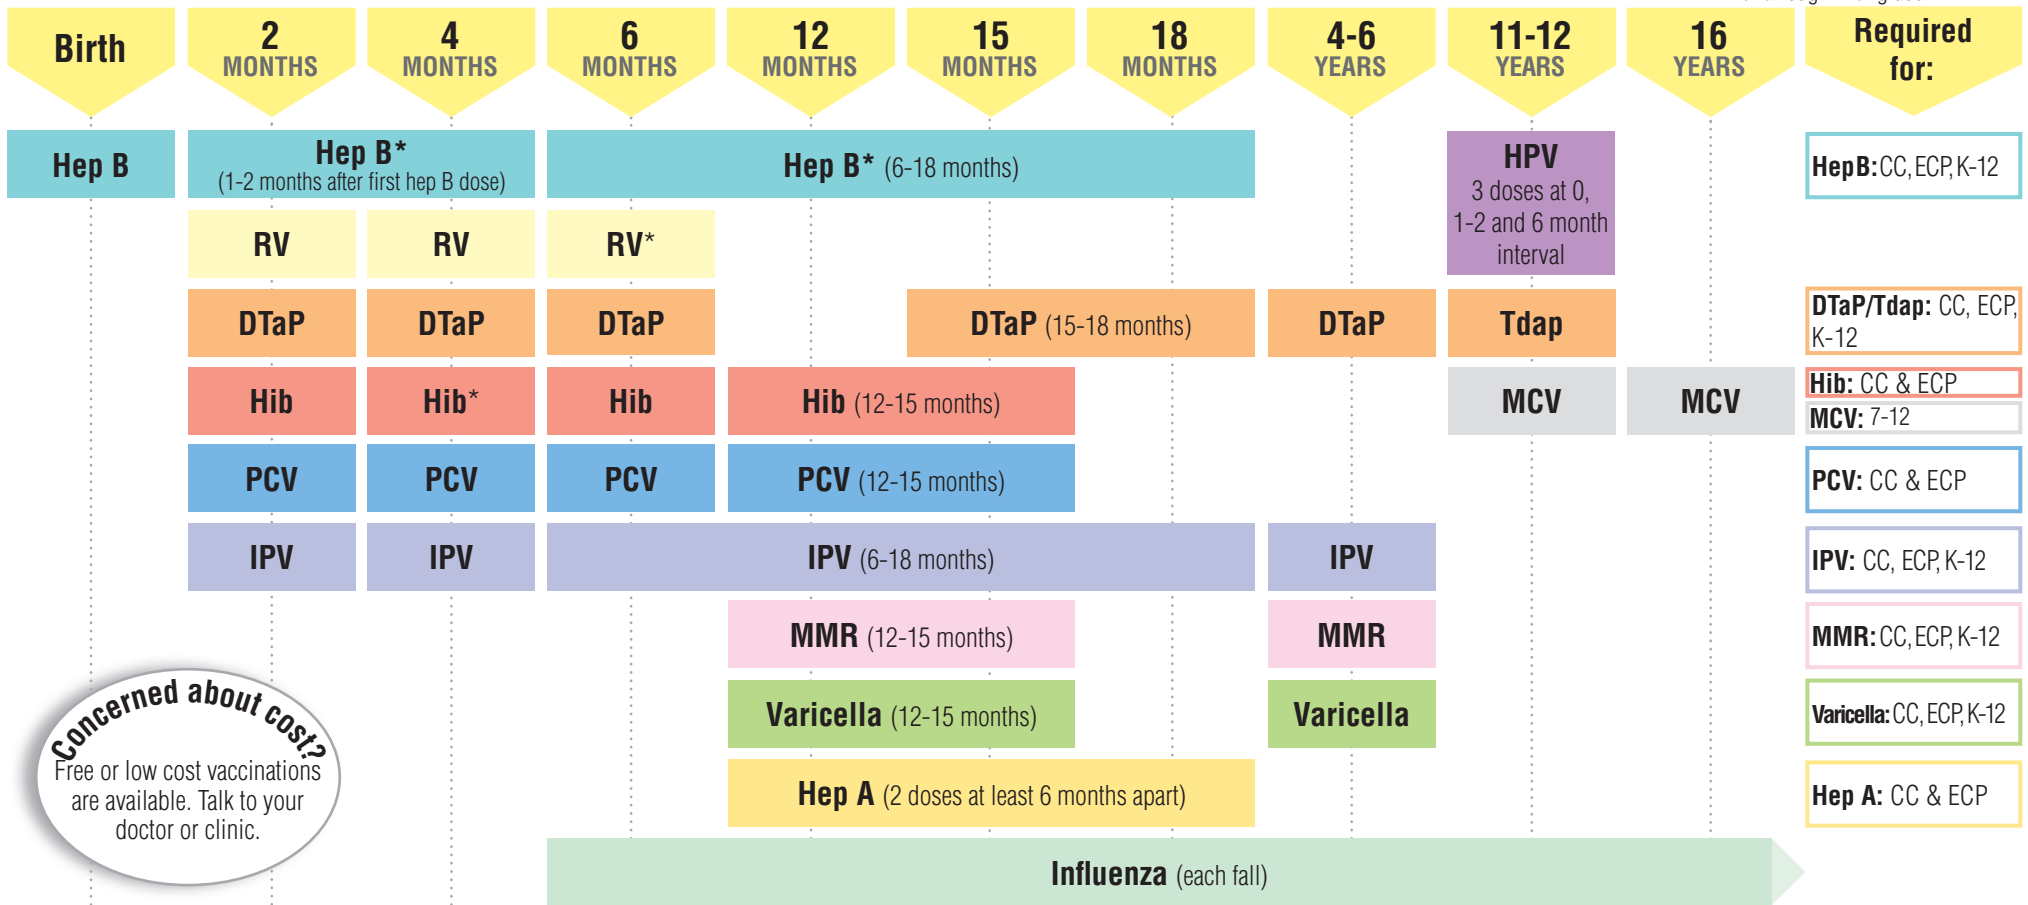 Birth
2
MONTHS
4
MONTHS
6
MONTHS
12
MONTHS
15
MONTHS
18
MONTHS
4-6
YEARS
11-12
YEARS
16
YEARS
Required
for:
Hep B
Hep B*
(1-2 months after first hep B dose)
Hep B* (6-18 months)
HPV
3 doses at 0,
1-2 and 6 month
interval
HepB: CC, ECP, K-12
RV
RV
RV*
DTaP
DTaP
DTaP
DTaP (15-18 months)
DTaP
Tdap
DTaP/Tdap: CC, ECP,
K-12
Hib
Hib*
Hib
Hib (12-15 months)
MCV
MCV
Hib: CC & ECP
MCV: 7-12
PCV
PCV
PCV
PCV (12-15 months)
PCV: CC & ECP
IPV
IPV
IPV (6-18 months)
IPV
IPV: CC, ECP, K-12
MMR (12-15 months)
MMR
MMR: CC, ECP, K-12
Varicella (12-15 months)
Varicella
Varicella: CC, ECP, K-12
Hep A (2 doses at least 6 months apart)
Hep A: CC & ECP
Influenza (each fall)
Concerned about cost?
Free or low cost vaccinations
are available. Talk to your
doctor or clinic.